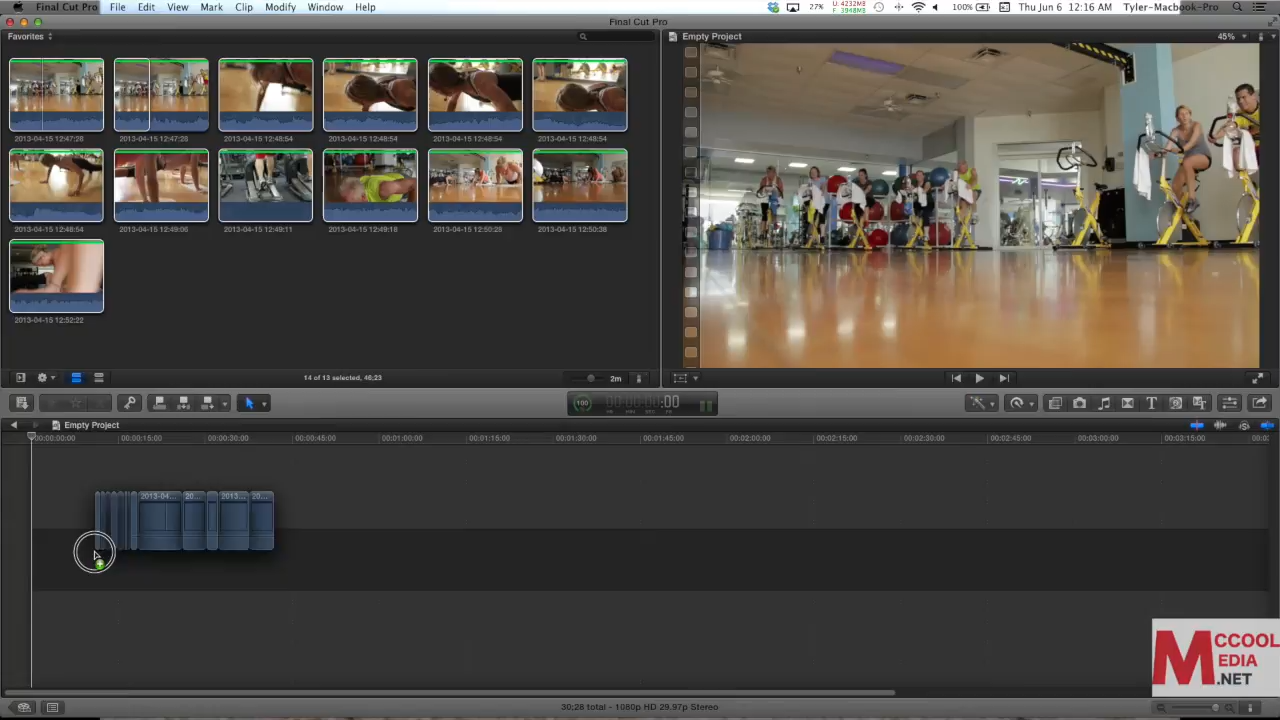 Final Cut Pro File Edit View Mark Clip Modify Window Help
27% U: 4232MB F: 3948MB 100% Thu Jun 6 12:16 AM Tyler-Macbook-Pro
Final Cut Pro
Favorites
Empty Project 45%
2013-04-15 12:47:28 2013-04-15 12:47:28 2013-04-15 12:48:54 2013-04-15 12:48:54 2013-04-15 12:48:54 2013-04-15 12:48:54
2013-04-15 12:48:54 2013-04-15 12:49:06 2013-04-15 12:49:11 2013-04-15 12:49:18 2013-04-15 12:50:28 2013-04-15 12:50:38
2013-04-15 12:52:22
14 of 13 selected, 46;23 2m
100 00:00:00:00
Empty Project
00:00:00:00 00:00:15:00 00:00:30:00 00:00:45:00 00:01:00:00 00:01:15:00 00:01:30:00 00:01:45:00 00:02:00:00 00:02:15:00 00:02:30:00 00:02:45:00 00:03:00:00 00:03:15:00
2013-04... 20... 2013... 20...
MCCOOL
MEDIA
.NET
30:28 total - 1080p HD 29.97p Stereo